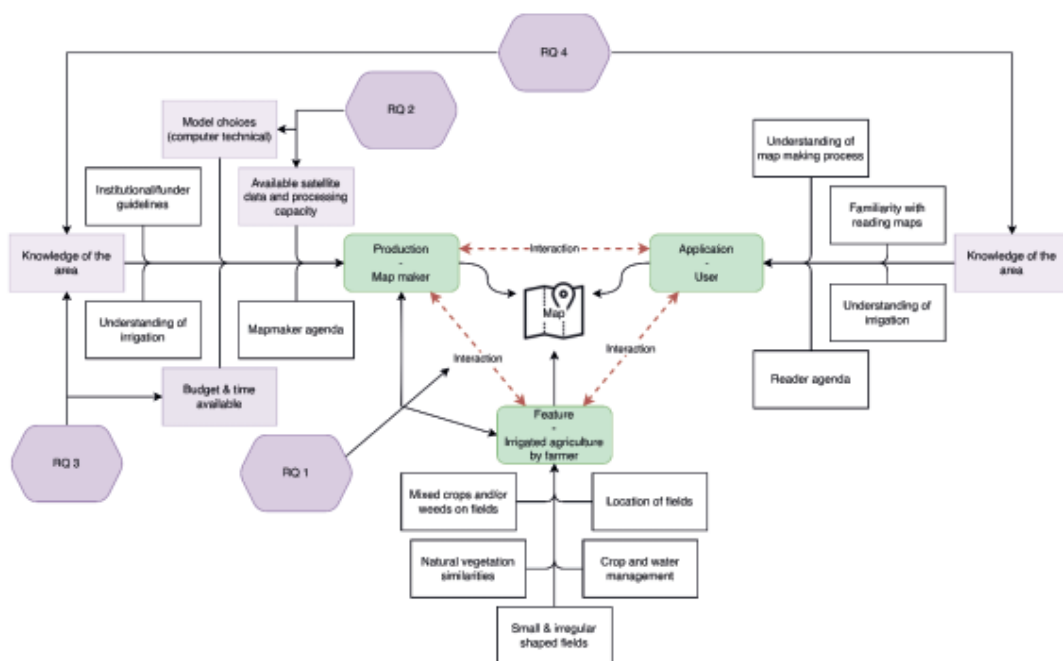 RQ 4
RQ 2
Model choices
(computer technical)
Understanding of
map making process
Institutional/funder
guidelines
Available satellite
data and processing
capacity
Familiarity with
reading maps
Knowledge of the
area
Production
-
Map maker
Interaction
Application
-
User
Knowledge of the
area
Map
Understanding of
irrigation
Mapmaker agenda
Understanding of
irrigation
Interaction
Interaction
Reader agenda
Budget & time
available
Feature
-
Irrigated agriculture
by farmer
RQ 3
RQ 1
Mixed crops and/or
weeds on fields
Location of fields
Natural vegetation
similarities
Crop and water
management
Small & irregular
shaped fields